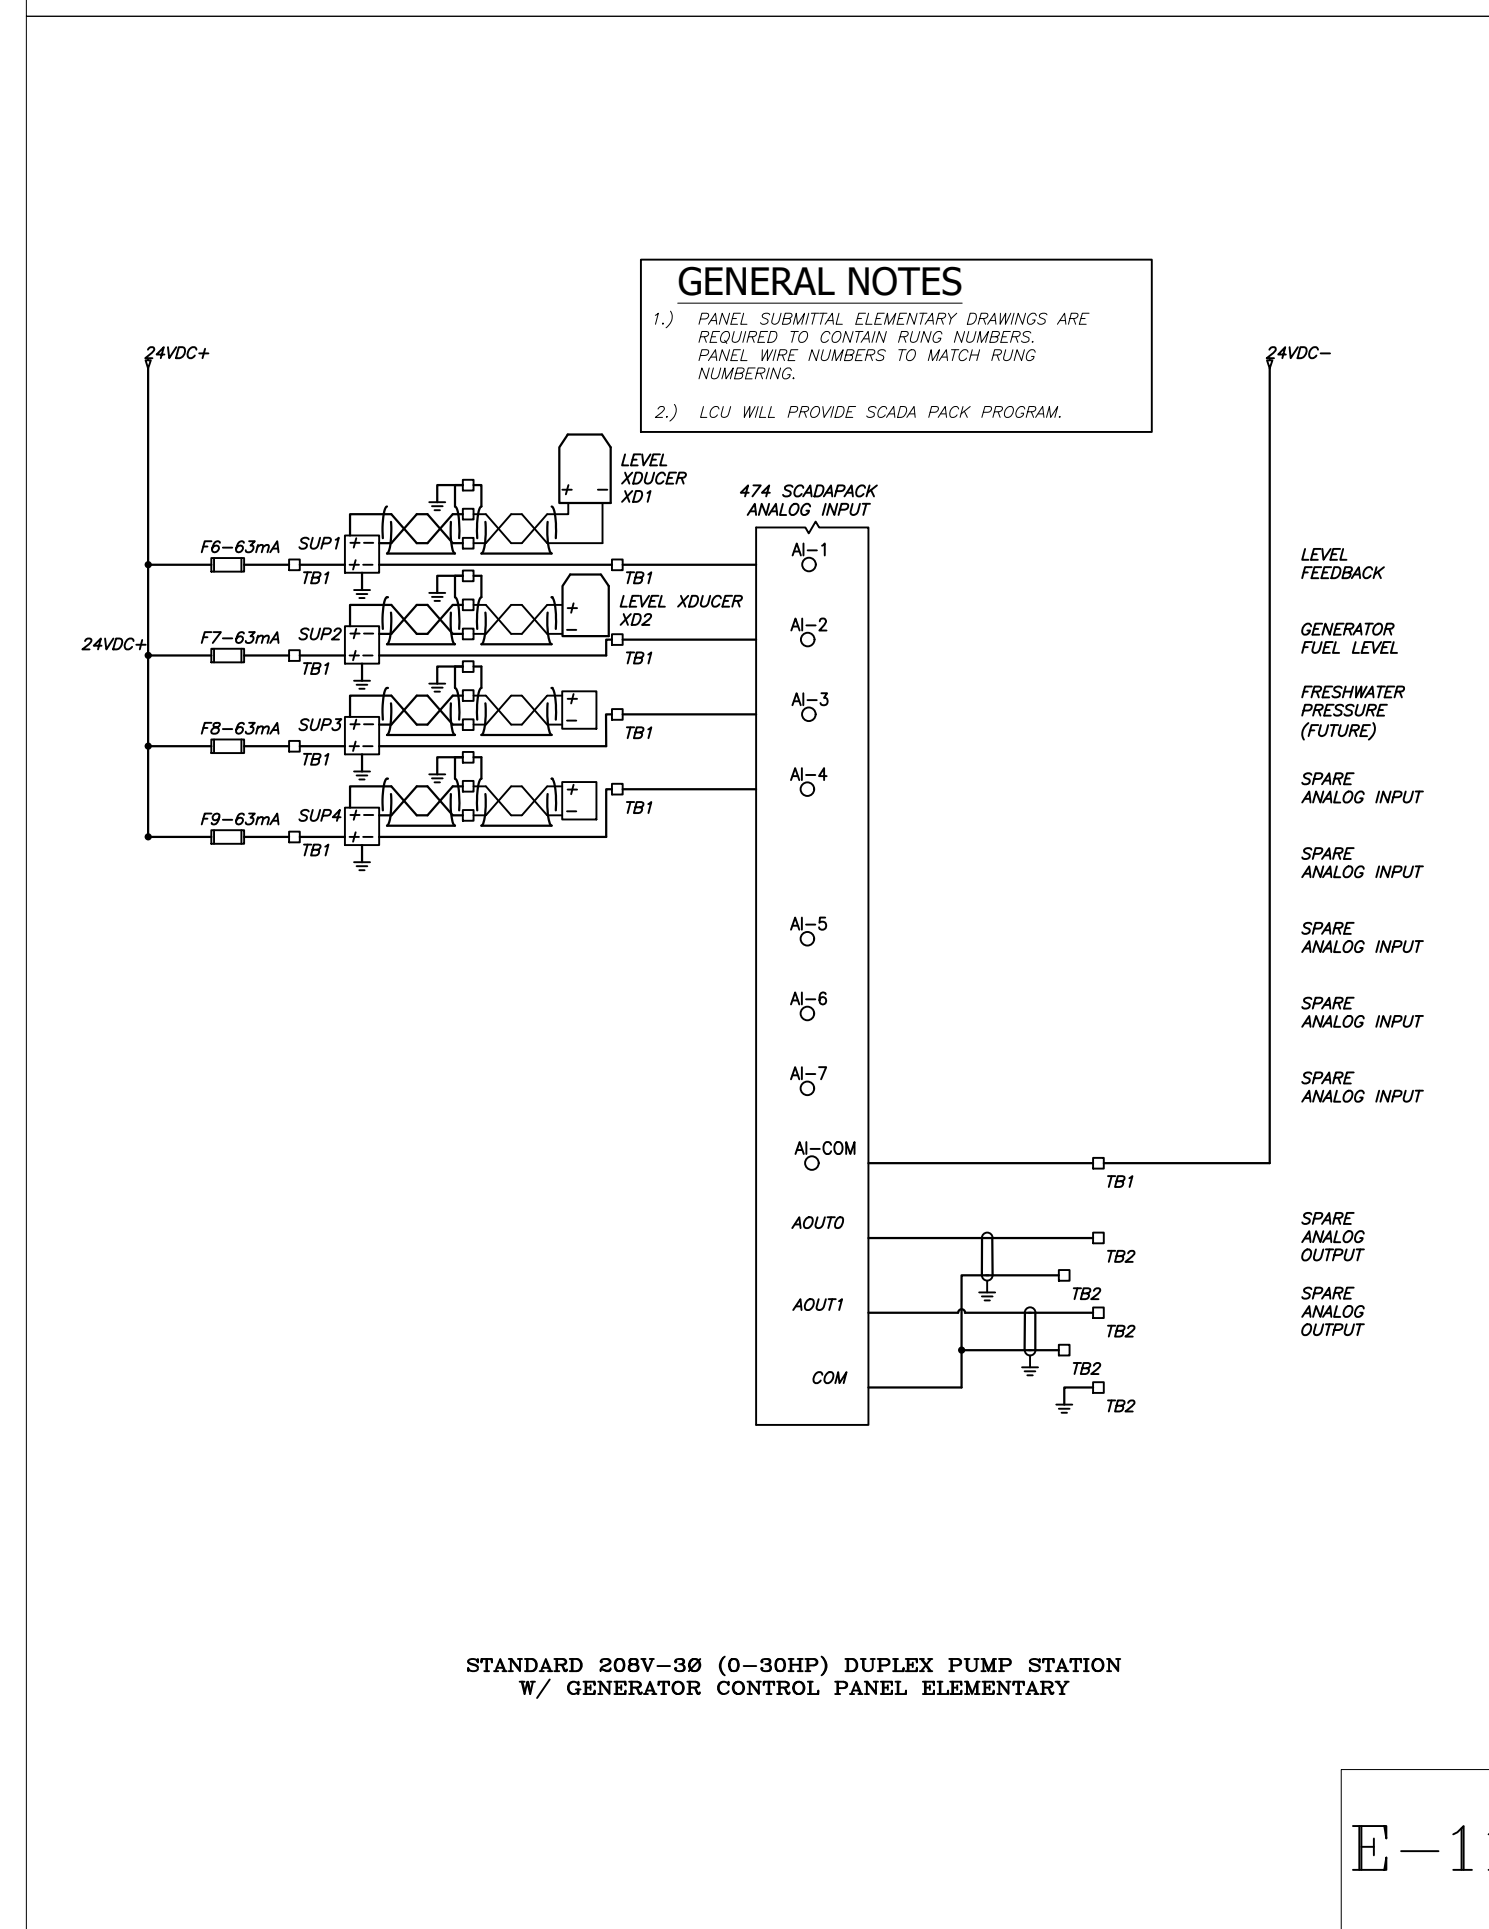 GENERAL NOTES
1.) PANEL SUBMITTAL ELEMENTARY DRAWINGS ARE
REQUIRED TO CONTAIN RUNG NUMBERS.
PANEL WIRE NUMBERS TO MATCH RUNG
NUMBERING.
2.) LCU WILL PROVIDE SCADA PACK PROGRAM.
24VDC+
24VDC-
LEVEL
XDUCER
XD1
+ -
474 SCADAPACK
ANALOG INPUT
F6-63mA
SUP1
+-
+-
TB1
TB1
AI-1
LEVEL
FEEDBACK
24VDC+
F7-63mA
SUP2
+-
+-
TB1
+
-
LEVEL XDUCER
XD2
TB1
AI-2
GENERATOR
FUEL LEVEL
F8-63mA
SUP3
+-
+-
TB1
+
-
TB1
AI-3
FRESHWATER
PRESSURE
(FUTURE)
F9-63mA
SUP4
+-
+-
TB1
+
-
TB1
AI-4
SPARE
ANALOG INPUT
SPARE
ANALOG INPUT
AI-5
SPARE
ANALOG INPUT
AI-6
SPARE
ANALOG INPUT
AI-7
SPARE
ANALOG INPUT
AI-COM
TB1
AOUT0
TB2
TB2
SPARE
ANALOG
OUTPUT
AOUT1
TB2
TB2
SPARE
ANALOG
OUTPUT
COM
TB2
STANDARD 208V-3Ø (0-30HP) DUPLEX PUMP STATION
W/ GENERATOR CONTROL PANEL ELEMENTARY
E-1